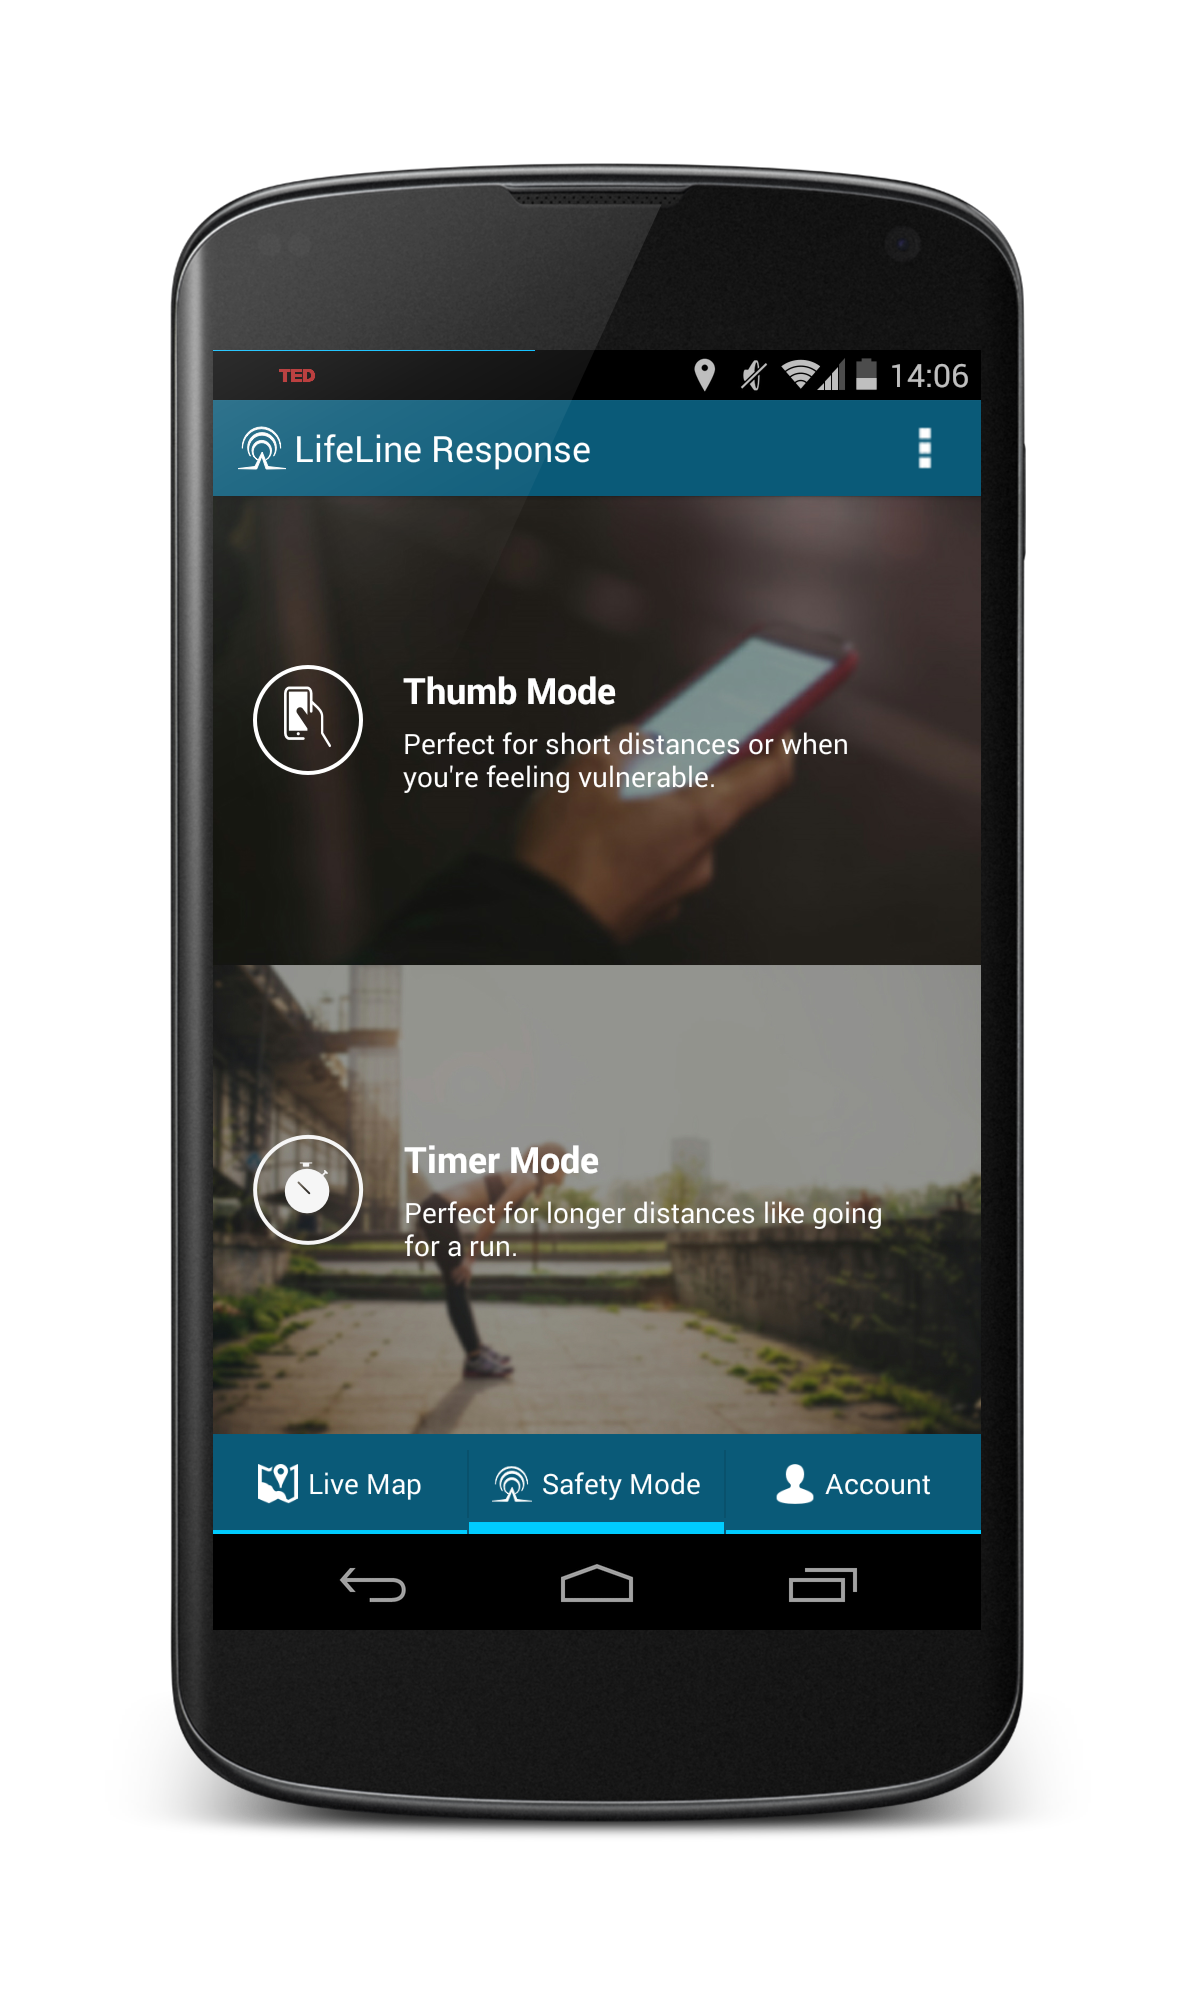 TED
14:06
LifeLine Response
Thumb Mode
Perfect for short distances or when
you're feeling vulnerable.
Timer Mode
Perfect for longer distances like going
for a run.
Live Map
Safety Mode
Account